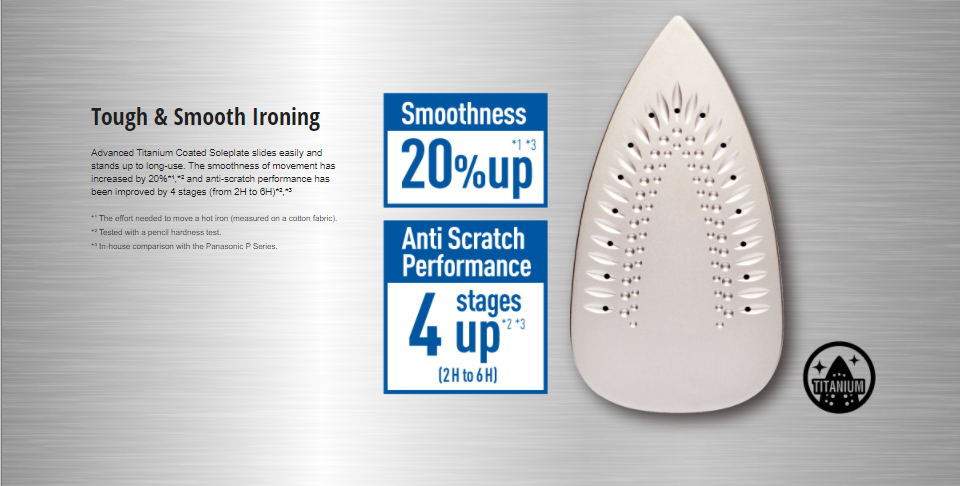 Tough & Smooth Ironing
Advanced Titanium Coated Soleplate slides easily and
stands up to long-use. The smoothness of movement has
increased by 20%*¹,*² and anti-scratch performance has
been improved by 4 stages (from 2H to 6H)*²,*³
*¹ The effort needed to move a hot iron (measured on a cotton fabric).
*² Tested with a pencil hardness test.
*³ In-house comparison with the Panasonic P Series.
Smoothness
20%up*1 *3
Anti Scratch
Performance
4 stages
up*2 *3
(2H to 6H)
TITANIUM